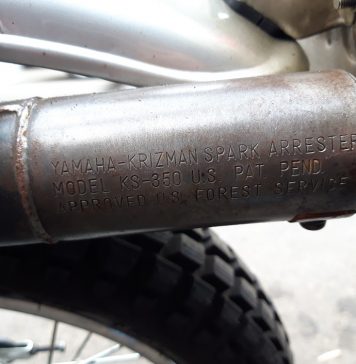 YAMAHA-KRIZMAN SPARK ARRESTER
MODEL KS-350 U.S. PAT. PEND.
APPROVED U.S. FOREST SERVICE